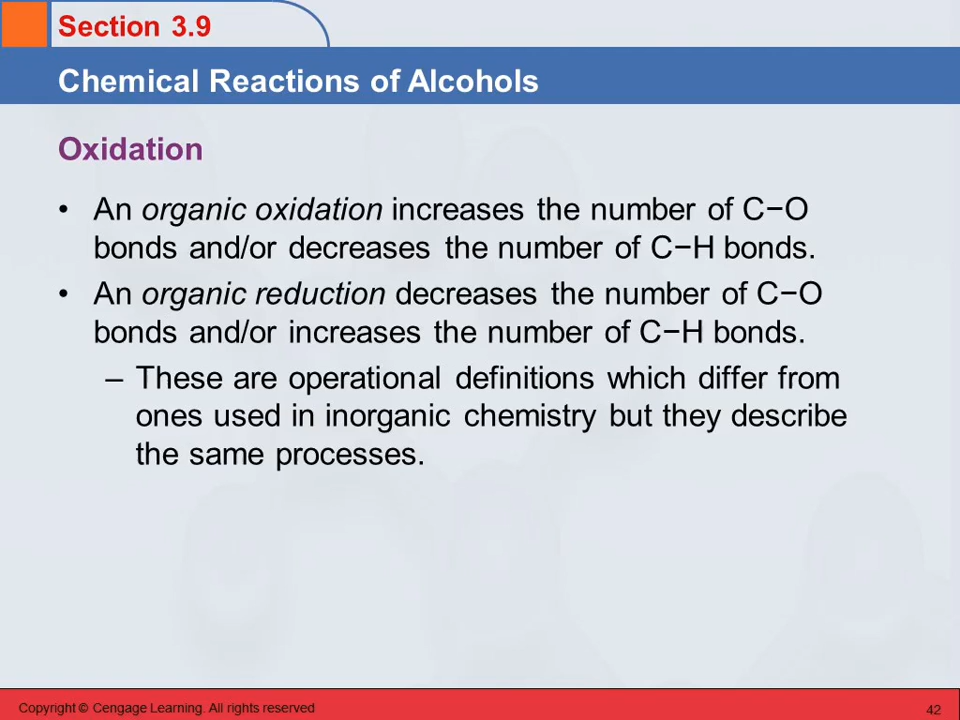 Section 3.9
Chemical Reactions of Alcohols
Oxidation
• An organic oxidation increases the number of C−O
bonds and/or decreases the number of C−H bonds.
• An organic reduction decreases the number of C−O
bonds and/or increases the number of C−H bonds.
– These are operational definitions which differ from
ones used in inorganic chemistry but they describe
the same processes.
Copyright © Cengage Learning. All rights reserved
42